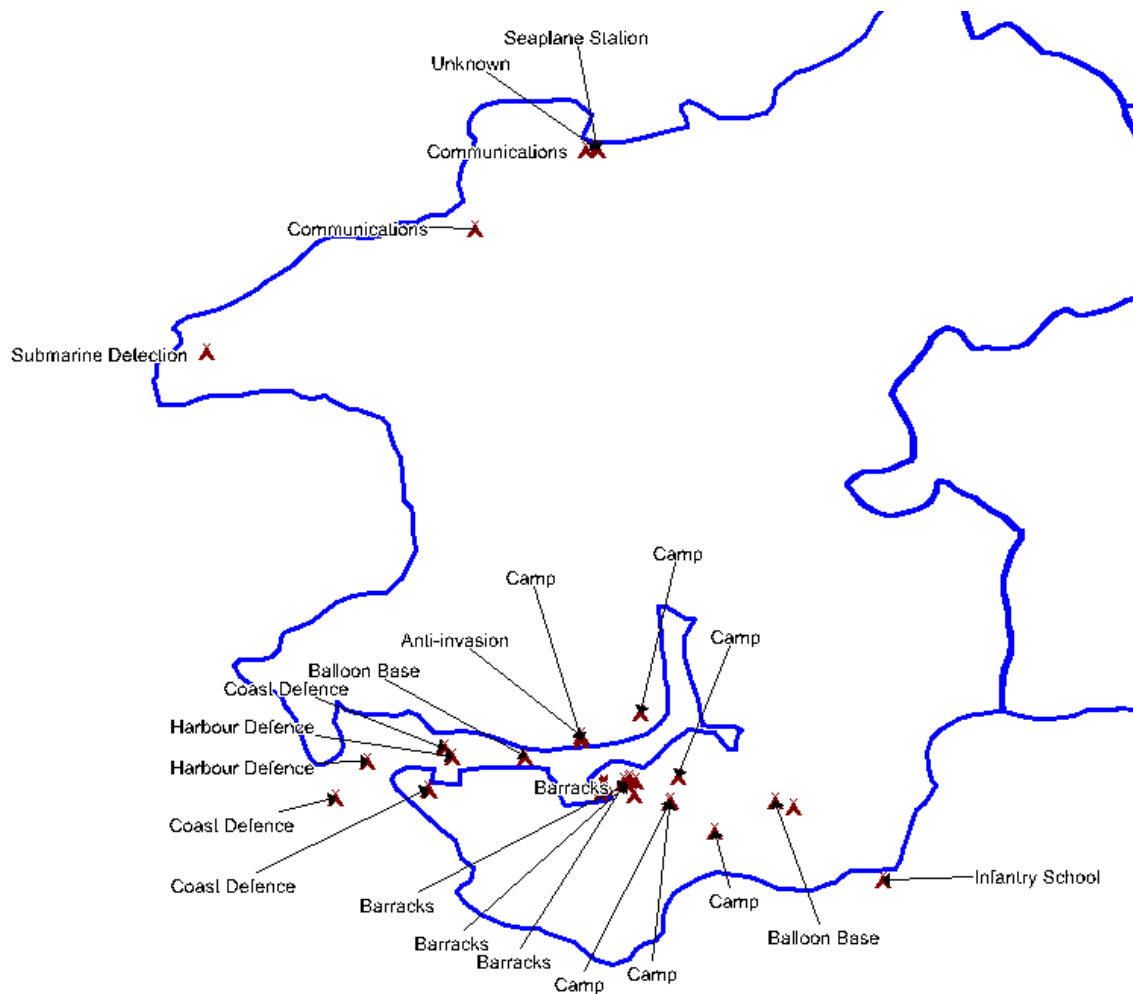 Seaplane Station
Unknown
Communications
Communications
Submarine Detection
Camp
Camp
Anti-invasion
Camp
Balloon Base
Coast Defence
Harbour Defence
Harbour Defence
Barracks
Coast Defence
Coast Defence
Infantry School
Barracks
Camp
Balloon Base
Barracks
Barracks
Camp
Camp